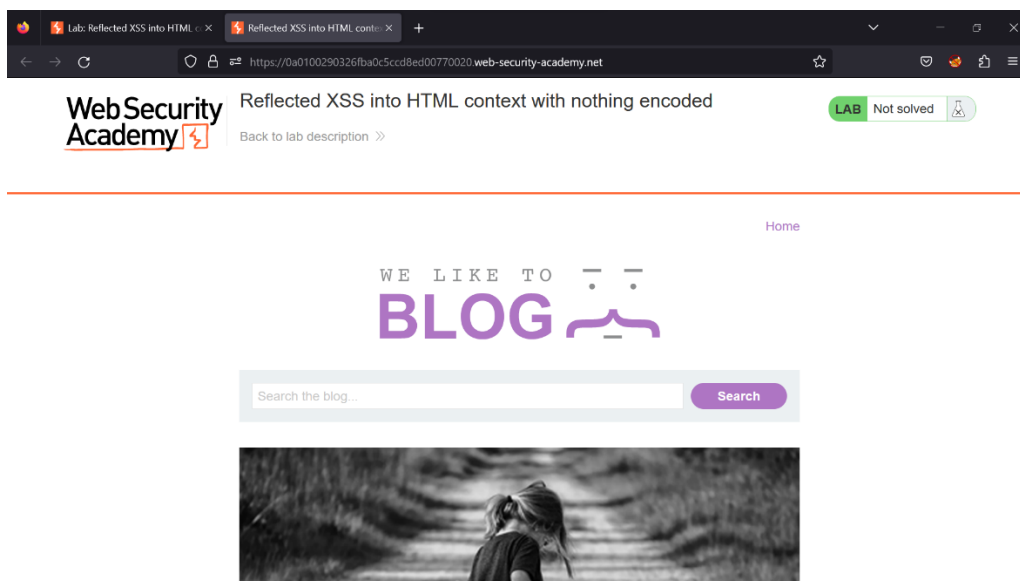 Lab: Reflected XSS into HTML c
Reflected XSS into HTML conte
https://0a0100290326fba0c5ccd8ed00770020.web-security-academy.net
Web Security
Academy
Reflected XSS into HTML context with nothing encoded
Back to lab description
LAB Not solved
Home
WE LIKE TO
BLOG
Search the blog...
Search